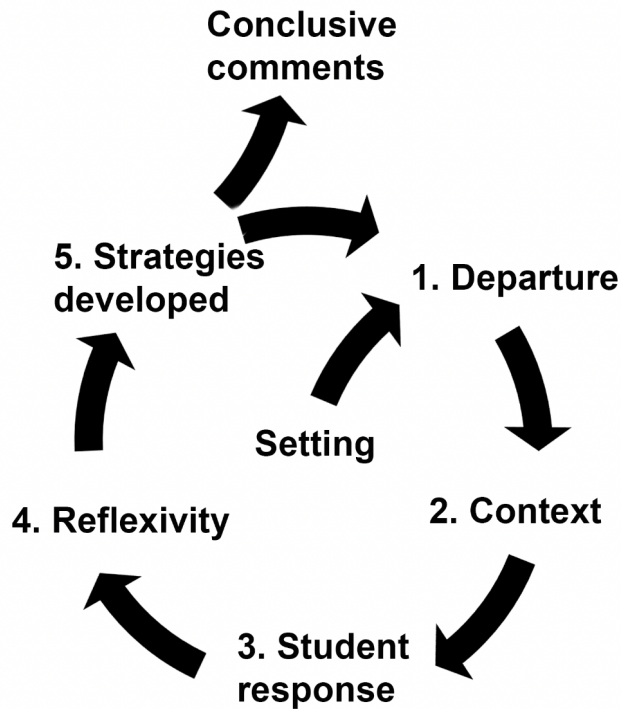 Conclusive
comments
5. Strategies
developed
1. Departure
Setting
4. Reflexivity
2. Context
3. Student
response